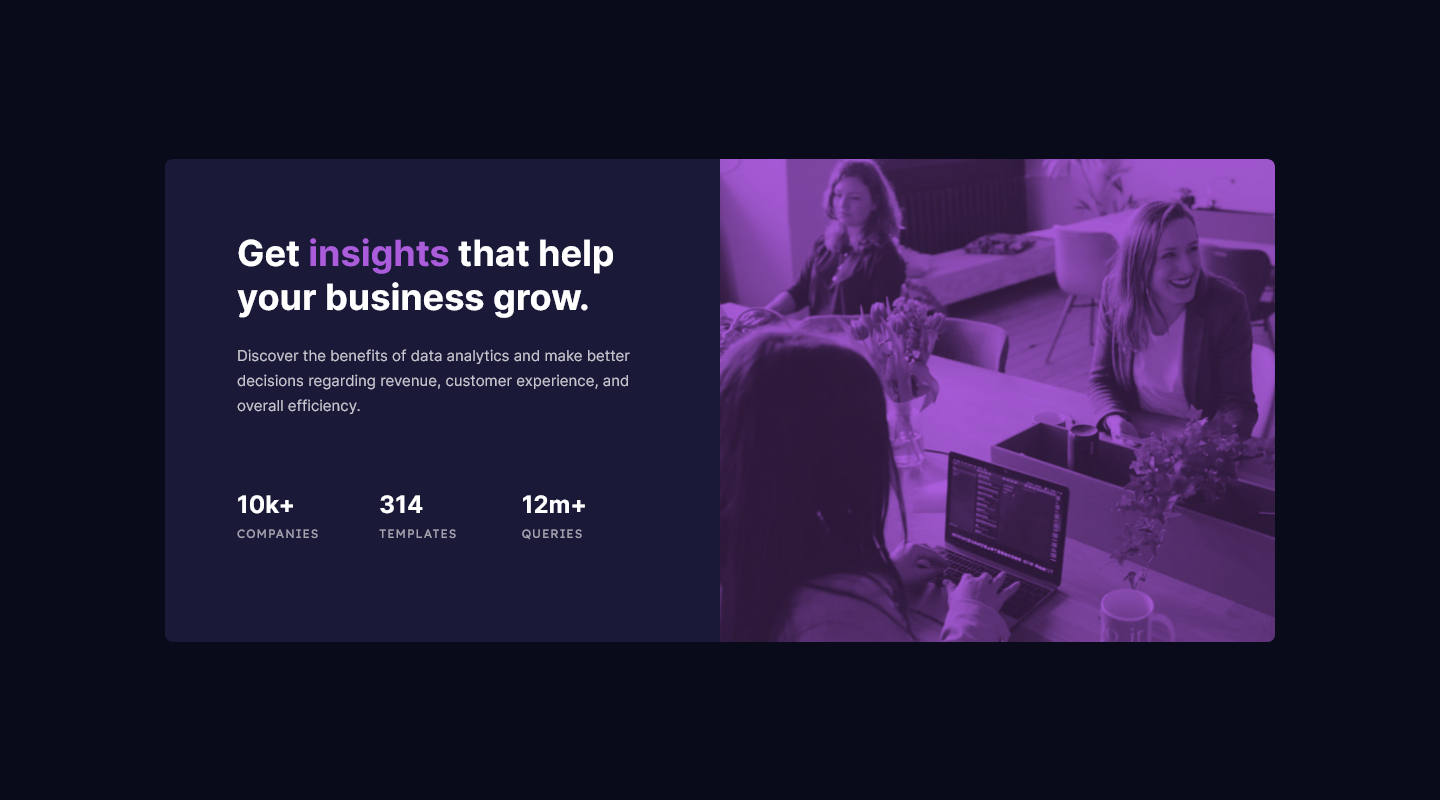 Get insights that help
your business grow.
Discover the benefits of data analytics and make better
decisions regarding revenue, customer experience, and
overall efficiency.
10k+
COMPANIES
314
TEMPLATES
12m+
QUERIES